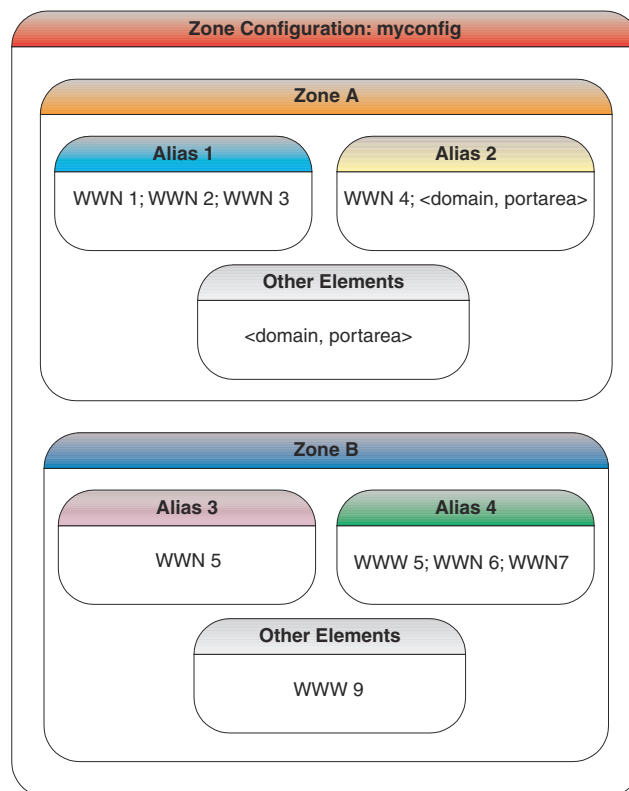 Zone Configuration: myconfig
Zone A
Alias 1
WWN 1; WWN 2; WWN 3
Alias 2
WWN 4; <domain, portarea>
Other Elements
<domain, portarea>
Zone B
Alias 3
WWN 5
Alias 4
WWW 5; WWN 6; WWN7
Other Elements
WWW 9